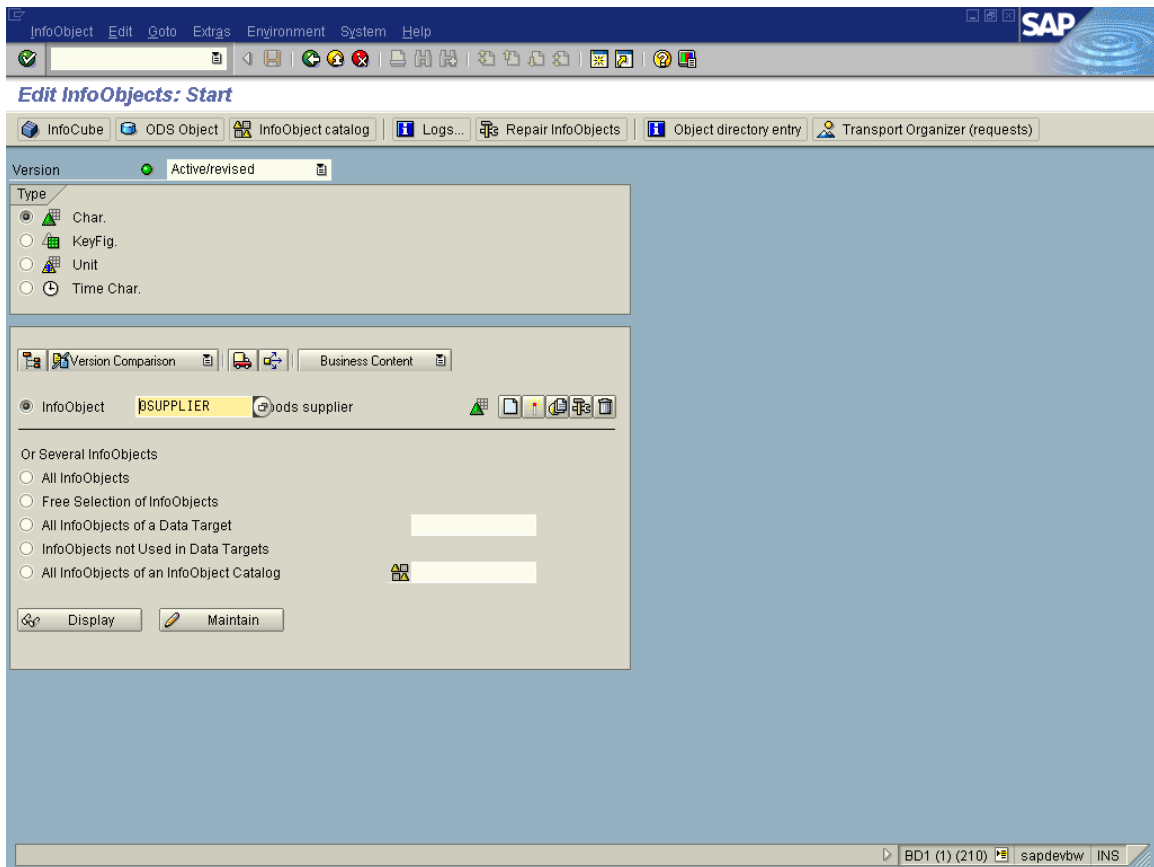 InfoObject Edit Goto Extras Environment System Help
SAP
Edit InfoObjects: Start
InfoCube ODS Object InfoObject catalog Logs... Repair InfoObjects Object directory entry Transport Organizer (requests)
Version Active/revised
Type
Char.
KeyFig.
Unit
Time Char.
Version Comparison Business Content
InfoObject 0SUPPLIER oods supplier
Or Several InfoObjects
All InfoObjects
Free Selection of InfoObjects
All InfoObjects of a Data Target
InfoObjects not Used in Data Targets
All InfoObjects of an InfoObject Catalog
Display Maintain
BD1 (1) (210) sapdevbw INS